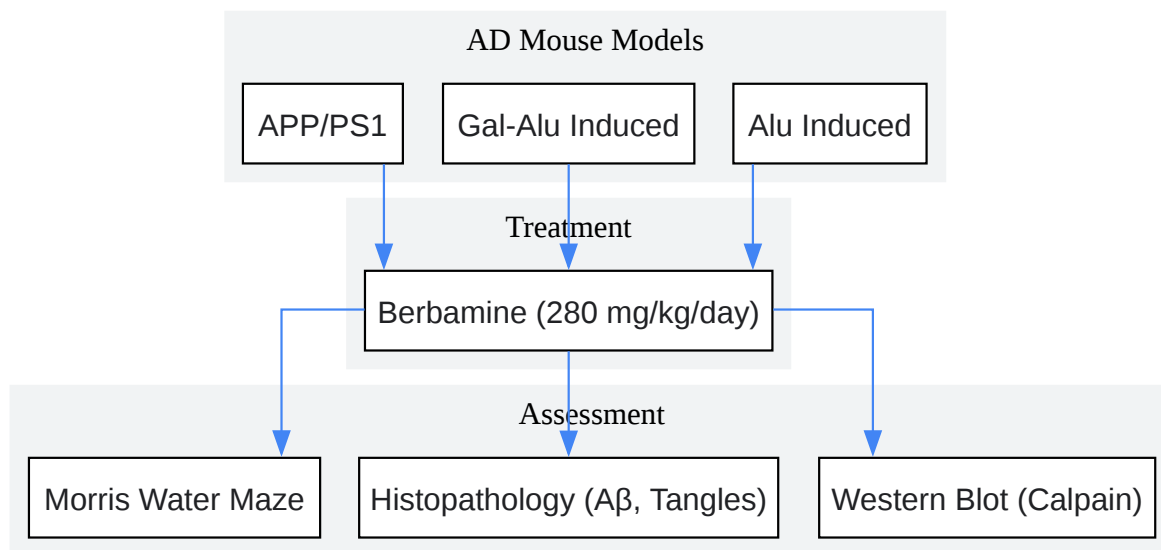 AD Mouse Models
APP/PS1
Gal-Alu Induced
Alu Induced
Treatment
Berbamine (280 mg/kg/day)
Assessment
Morris Water Maze
Histopathology (Aβ, Tangles)
Western Blot (Calpain)